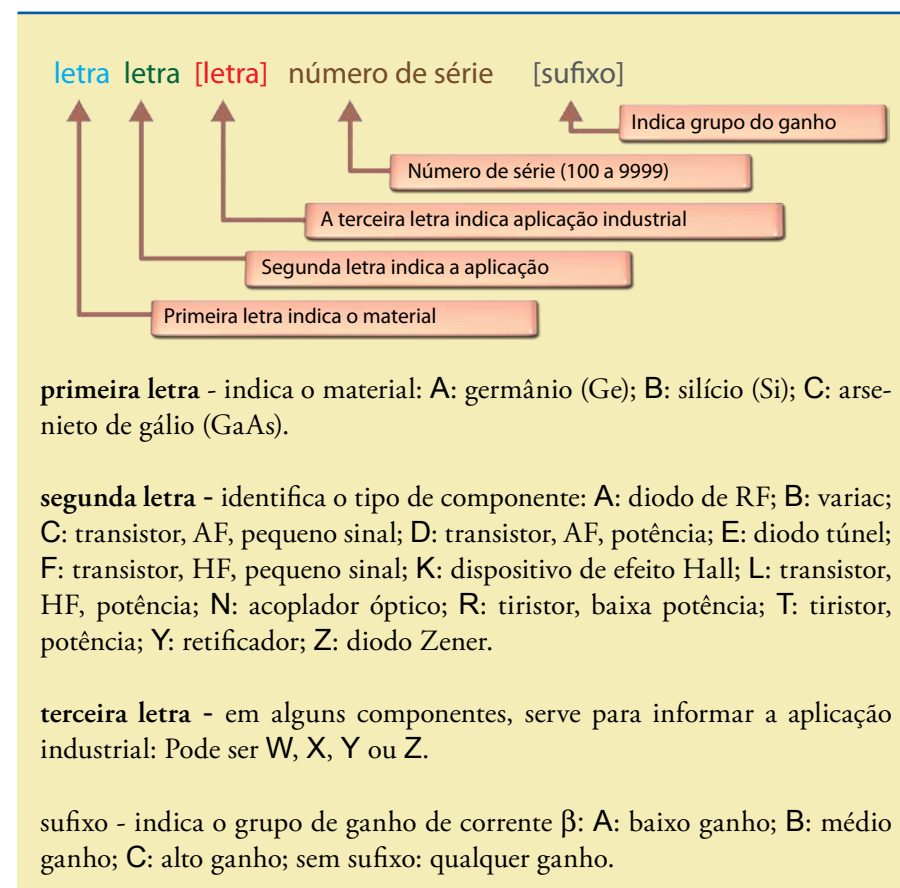 letra letra [letra] número de série [sufixo]
Indica grupo do ganho
Número de série (100 a 9999)
A terceira letra indica aplicação industrial
Segunda letra indica a aplicação
Primeira letra indica o material
primeira letra - indica o material: A: germânio (Ge); B: silício (Si); C: arse-
nieto de gálio (GaAs).
segunda letra - identifica o tipo de componente: A: diodo de RF; B: variac;
C: transistor, AF, pequeno sinal; D: transistor, AF, potência; E: diodo túnel;
F: transistor, HF, pequeno sinal; K: dispositivo de efeito Hall; L: transistor,
HF, potência; N: acoplador óptico; R: tiristor, baixa potência; T: tiristor,
potência; Y: retificador; Z: diodo Zener.
terceira letra - em alguns componentes, serve para informar a aplicação
industrial: Pode ser W, X, Y ou Z.
sufixo - indica o grupo de ganho de corrente β: A: baixo ganho; B: médio
ganho; C: alto ganho; sem sufixo: qualquer ganho.